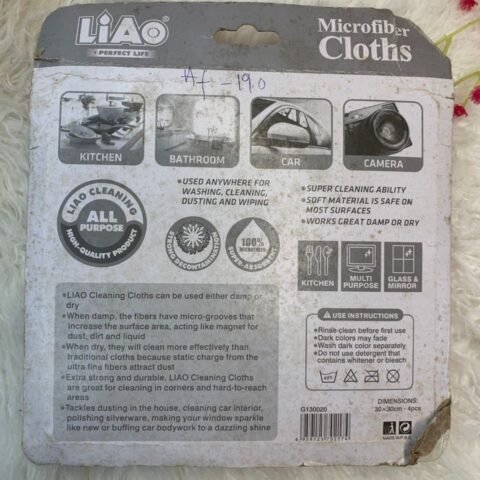 LiAO
• PERFECT LIFE
Microfiber
Cloths
Af - 190
KITCHEN
BATHROOM
CAR
CAMERA
LIAO CLEANING
ALL
PURPOSE
HIGH-QUALITY PRODUCT
• USED ANYWHERE FOR
WASHING, CLEANING,
DUSTING AND WIPING
STRONG DECONTAMINATION
100%
SUPER-ABSORBENT
• SUPER CLEANING ABILITY
• SOFT MATERIAL IS SAFE ON
MOST SURFACES
• WORKS GREAT DAMP OR DRY
KITCHEN
MULTI
PURPOSE
GLASS &
MIRROR
• LIAO Cleaning Cloths can be used either damp or
dry
• When damp, the fibers have micro-grooves that
increase the surface area, acting like magnet for
dust, dirt and liquid
• When dry, they will clean more effectively than
traditional cloths because static charge from the
ultra fine fibers attract dust
• Extra strong and durable, LIAO Cleaning Cloths
are great for cleaning in corners and hard-to-reach
areas
• Tackles dusting in the house, cleaning car interior,
polishing silverware, making your window sparkle
like new or buffing car bodywork to a dazzling shine
USE INSTRUCTIONS
• Rinse clean before first use
• Dark colors may fade
• Wash dark color separately
• Do not use detergent that
contains whitener or bleach
G130020
DIMENSIONS:
30×30cm - 4pcs